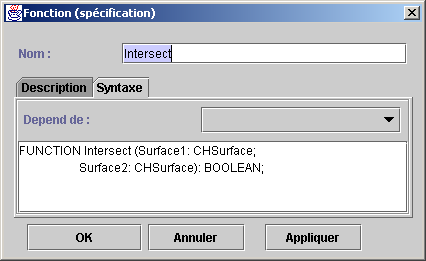 Fonction (spécification)
Nom :
Intersect
Description
Syntaxe
Depend de :
FUNCTION Intersect (Surface1: CHSurface;
Surface2: CHSurface): BOOLEAN;
OK
Annuler
Appliquer